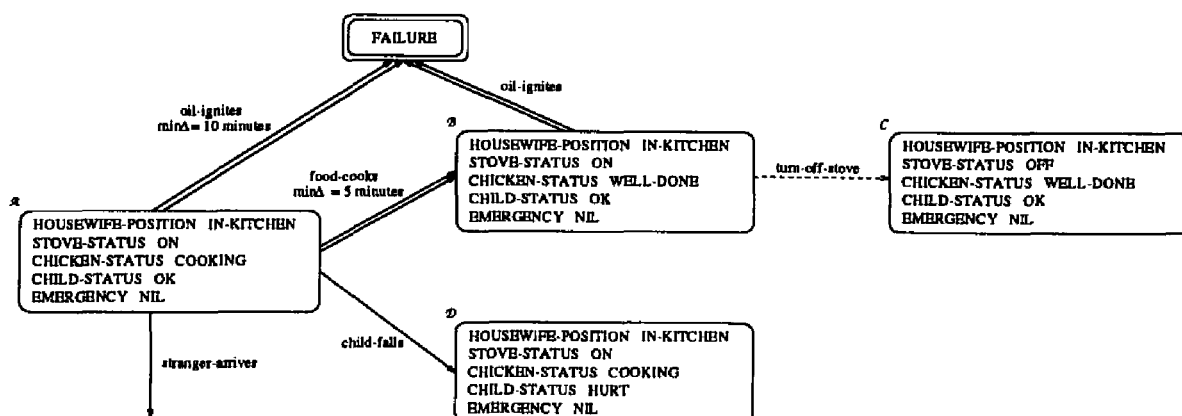 FAILURE
oil-ignites
minΔ = 10 minutes
oil-ignites
B
HOUSEWIFE-POSITION IN-KITCHEN
STOVE-STATUS ON
CHICKEN-STATUS WELL-DONE
CHILD-STATUS OK
EMERGENCY NIL
turn-off-stove
C
HOUSEWIFE-POSITION IN-KITCHEN
STOVE-STATUS OFF
CHICKEN-STATUS WELL-DONE
CHILD-STATUS OK
EMERGENCY NIL
food-cooks
minΔ = 5 minutes
A
HOUSEWIFE-POSITION IN-KITCHEN
STOVE-STATUS ON
CHICKEN-STATUS COOKING
CHILD-STATUS OK
EMERGENCY NIL
stranger-arrives
child-falls
D
HOUSEWIFE-POSITION IN-KITCHEN
STOVE-STATUS ON
CHICKEN-STATUS COOKING
CHILD-STATUS HURT
EMERGENCY NIL